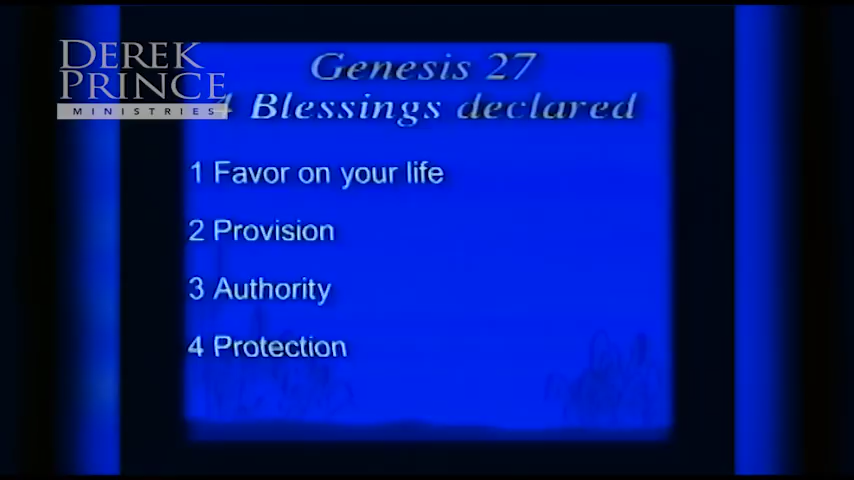 DEREK
PRINCE
MINISTRIES
Genesis 27
4 Blessings declared
1 Favor on your life
2 Provision
3 Authority
4 Protection